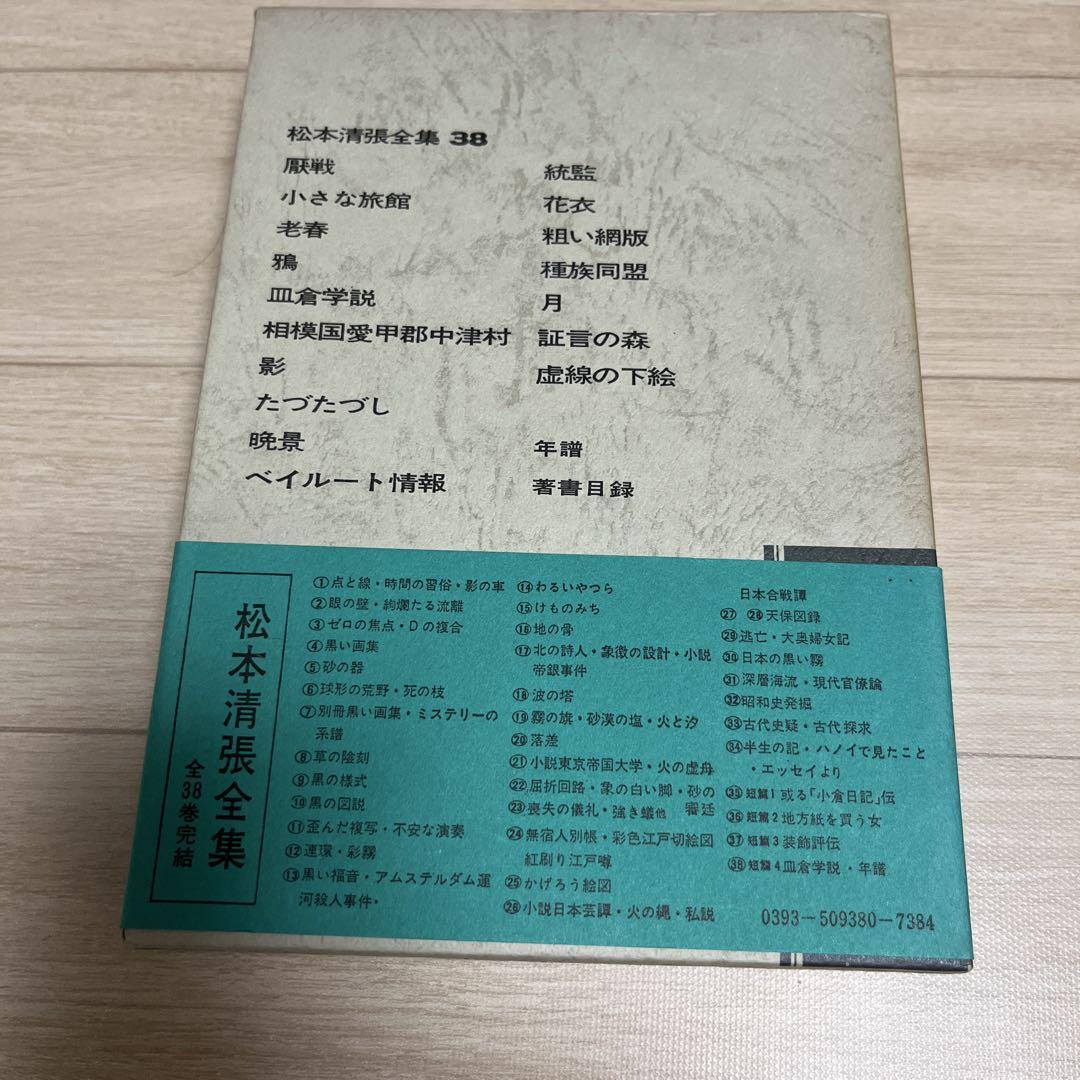 松本清張全集 38
厭戦
小さな旅館
老春
鴉
皿倉学説
相模国愛甲郡中津村
影
たづたづし
晩景
ベイルート情報
統監
花衣
粗い網版
種族同盟
月
証言の森
虚線の下絵
年譜
著書目録
松本清張全集
全38巻完結
①点と線・時間の習俗・影の車
②眼の壁・絢爛たる流離
③ゼロの焦点・Dの複合
④黒い画集
⑤砂の器
⑥球形の荒野・死の枝
⑦別冊黒い画集・ミステリーの
系譜
⑧草の陰刻
⑨黒の様式
⑩黒の図説
⑪歪んだ複写・不安な演奏
⑫連環・彩霧
⑬黒い福音・アムステルダム運
河殺人事件・
⑭わるいやつら
⑮けものみち
⑯地の骨
⑰北の詩人・象徴の設計・小説
帝銀事件
⑱波の塔
⑲霧の旗・砂漠の塩・火と汐
⑳落差
㉑小説東京帝国大学・火の虚舟
㉒屈折回路・象の白い脚・砂の
㉓喪失の儀礼・強き蟻他 審廷
㉔無宿人別帳・彩色江戸切絵図
紅刷り江戸噂
㉕かげろう絵図
㉖小説日本芸譚・火の縄・私説
日本合戦譚
㉗ ㉘天保図録
㉙逃亡・大奥婦女記
㉚日本の黒い霧
㉛深層海流・現代官僚論
㉜昭和史発掘
㉝古代史疑・古代探求
㉞半生の記・ハノイで見たこと
・エッセイより
㉟短篇1或る「小倉日記」伝
㊱短篇2地方紙を買う女
㊲短篇3装飾評伝
㊳短篇4皿倉学説・年譜
0393-509380-7384